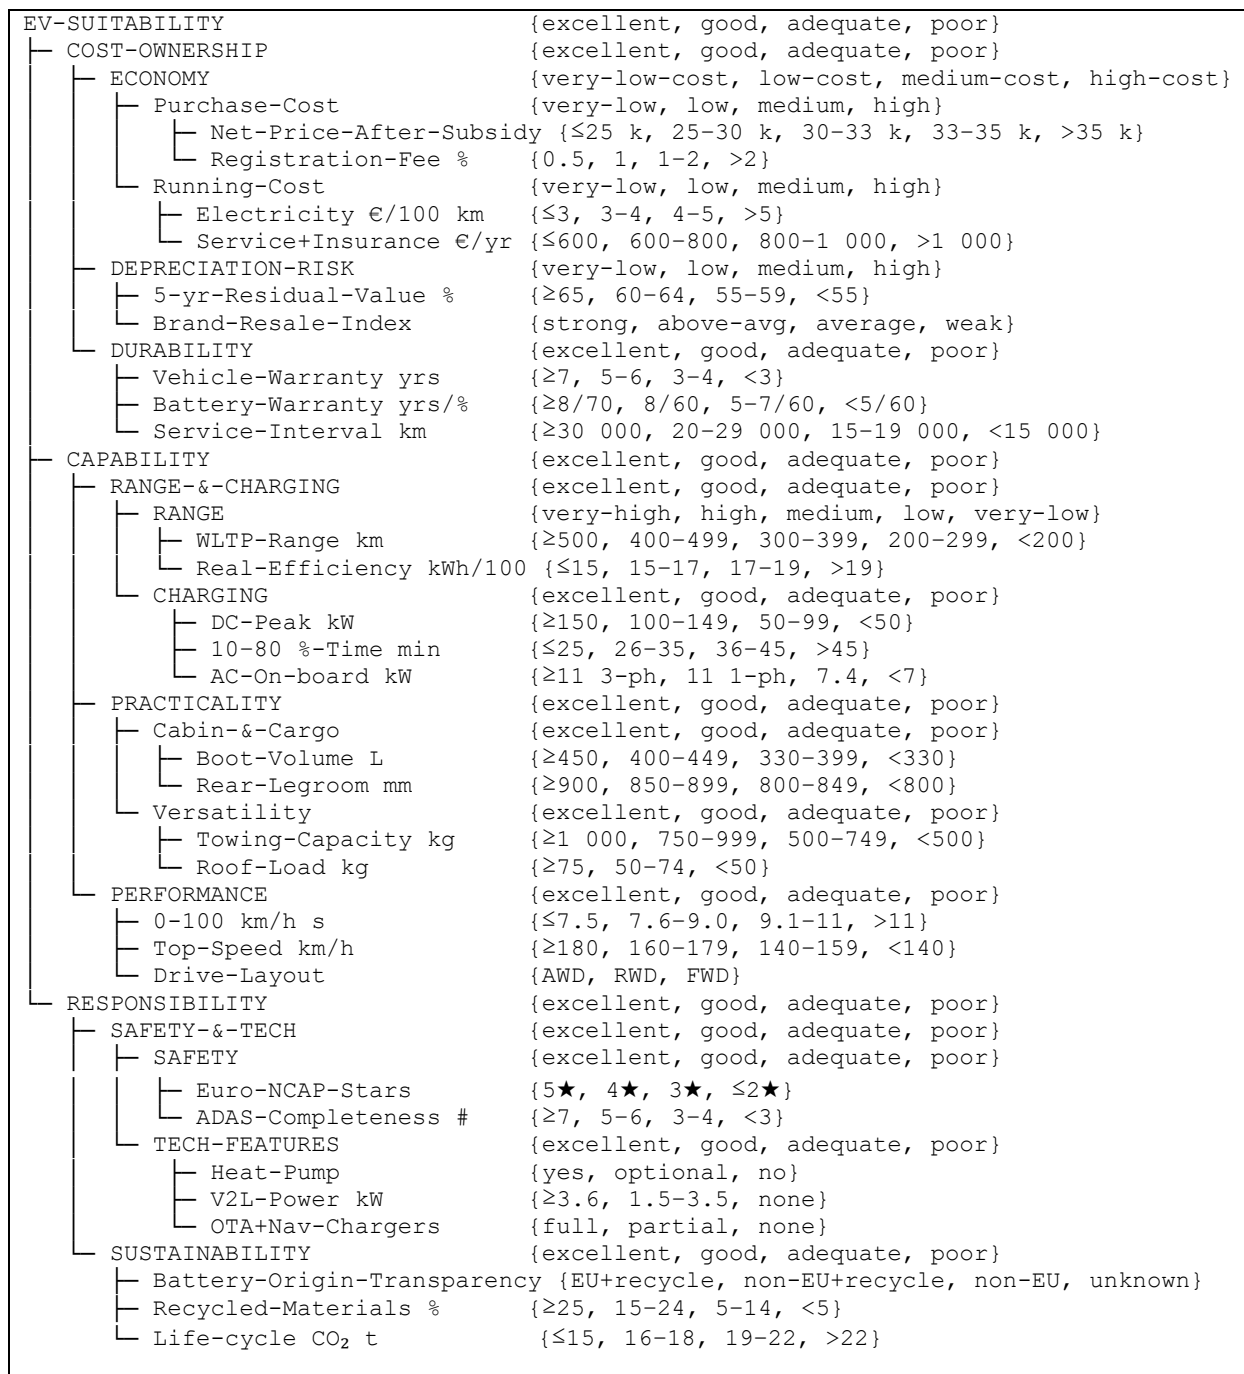 EV-SUITABILITY {excellent, good, adequate, poor}
├─ COST-OWNERSHIP {excellent, good, adequate, poor}
│ ├─ ECONOMY {very-low-cost, low-cost, medium-cost, high-cost}
│ │ ├─ Purchase-Cost {very-low, low, medium, high}
│ │ │ ├─ Net-Price-After-Subsidy {≤25 k, 25–30 k, 30–33 k, 33–35 k, >35 k}
│ │ │ └─ Registration-Fee % {0.5, 1, 1–2, >2}
│ │ └─ Running-Cost {very-low, low, medium, high}
│ │ ├─ Electricity €/100 km {≤3, 3–4, 4–5, >5}
│ │ └─ Service+Insurance €/yr {≤600, 600–800, 800–1 000, >1 000}
│ ├─ DEPRECIATION-RISK {very-low, low, medium, high}
│ │ ├─ 5-yr-Residual-Value % {≥65, 60–64, 55–59, <55}
│ │ └─ Brand-Resale-Index {strong, above-avg, average, weak}
│ └─ DURABILITY {excellent, good, adequate, poor}
│ ├─ Vehicle-Warranty yrs {≥7, 5–6, 3–4, <3}
│ ├─ Battery-Warranty yrs/% {≥8/70, 8/60, 5–7/60, <5/60}
│ └─ Service-Interval km {≥30 000, 20–29 000, 15–19 000, <15 000}
├─ CAPABILITY {excellent, good, adequate, poor}
│ ├─ RANGE-&-CHARGING {excellent, good, adequate, poor}
│ │ ├─ RANGE {very-high, high, medium, low, very-low}
│ │ │ ├─ WLTP-Range km {≥500, 400–499, 300–399, 200–299, <200}
│ │ │ └─ Real-Efficiency kWh/100 {≤15, 15–17, 17–19, >19}
│ │ └─ CHARGING {excellent, good, adequate, poor}
│ │ ├─ DC-Peak kW {≥150, 100–149, 50–99, <50}
│ │ ├─ 10–80 %-Time min {≤25, 26–35, 36–45, >45}
│ │ └─ AC-On-board kW {≥11 3-ph, 11 1-ph, 7.4, <7}
│ ├─ PRACTICALITY {excellent, good, adequate, poor}
│ │ ├─ Cabin-&-Cargo {excellent, good, adequate, poor}
│ │ │ ├─ Boot-Volume L {≥450, 400–449, 330–399, <330}
│ │ │ └─ Rear-Legroom mm {≥900, 850–899, 800–849, <800}
│ │ └─ Versatility {excellent, good, adequate, poor}
│ │ ├─ Towing-Capacity kg {≥1 000, 750–999, 500–749, <500}
│ │ └─ Roof-Load kg {≥75, 50–74, <50}
│ └─ PERFORMANCE {excellent, good, adequate, poor}
│ ├─ 0-100 km/h s {≤7.5, 7.6–9.0, 9.1–11, >11}
│ ├─ Top-Speed km/h {≥180, 160–179, 140–159, <140}
│ └─ Drive-Layout {AWD, RWD, FWD}
└─ RESPONSIBILITY {excellent, good, adequate, poor}
├─ SAFETY-&-TECH {excellent, good, adequate, poor}
│ ├─ SAFETY {excellent, good, adequate, poor}
│ │ ├─ Euro-NCAP-Stars {5★, 4★, 3★, ≤2★}
│ │ └─ ADAS-Completeness # {≥7, 5–6, 3–4, <3}
│ └─ TECH-FEATURES {excellent, good, adequate, poor}
│ ├─ Heat-Pump {yes, optional, no}
│ ├─ V2L-Power kW {≥3.6, 1.5–3.5, none}
│ └─ OTA+Nav-Chargers {full, partial, none}
└─ SUSTAINABILITY {excellent, good, adequate, poor}
├─ Battery-Origin-Transparency {EU+recycle, non-EU+recycle, non-EU, unknown}
├─ Recycled-Materials % {≥25, 15–24, 5–14, <5}
└─ Life-cycle CO₂ t {≤15, 16–18, 19–22, >22}